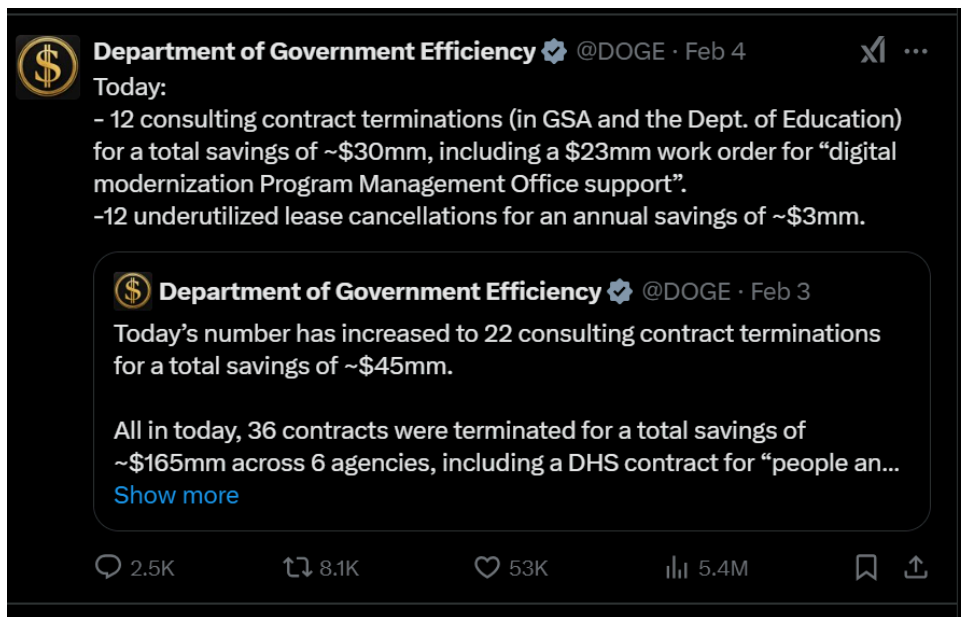 Department of Government Efficiency @DOGE · Feb 4
Today:
- 12 consulting contract terminations (in GSA and the Dept. of Education)
for a total savings of ~$30mm, including a $23mm work order for “digital
modernization Program Management Office support”.
-12 underutilized lease cancellations for an annual savings of ~$3mm.
Department of Government Efficiency @DOGE · Feb 3
Today’s number has increased to 22 consulting contract terminations
for a total savings of ~$45mm.
All in today, 36 contracts were terminated for a total savings of
~$165mm across 6 agencies, including a DHS contract for “people an...
Show more
2.5K 8.1K 53K 5.4M